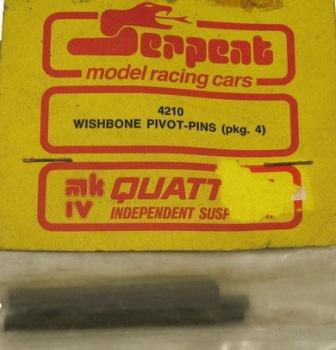 Serpent
model racing cars
4210
WISHBONE PIVOT-PINS (pkg. 4)
mk QUATT
IV INDEPENDENT SUSP